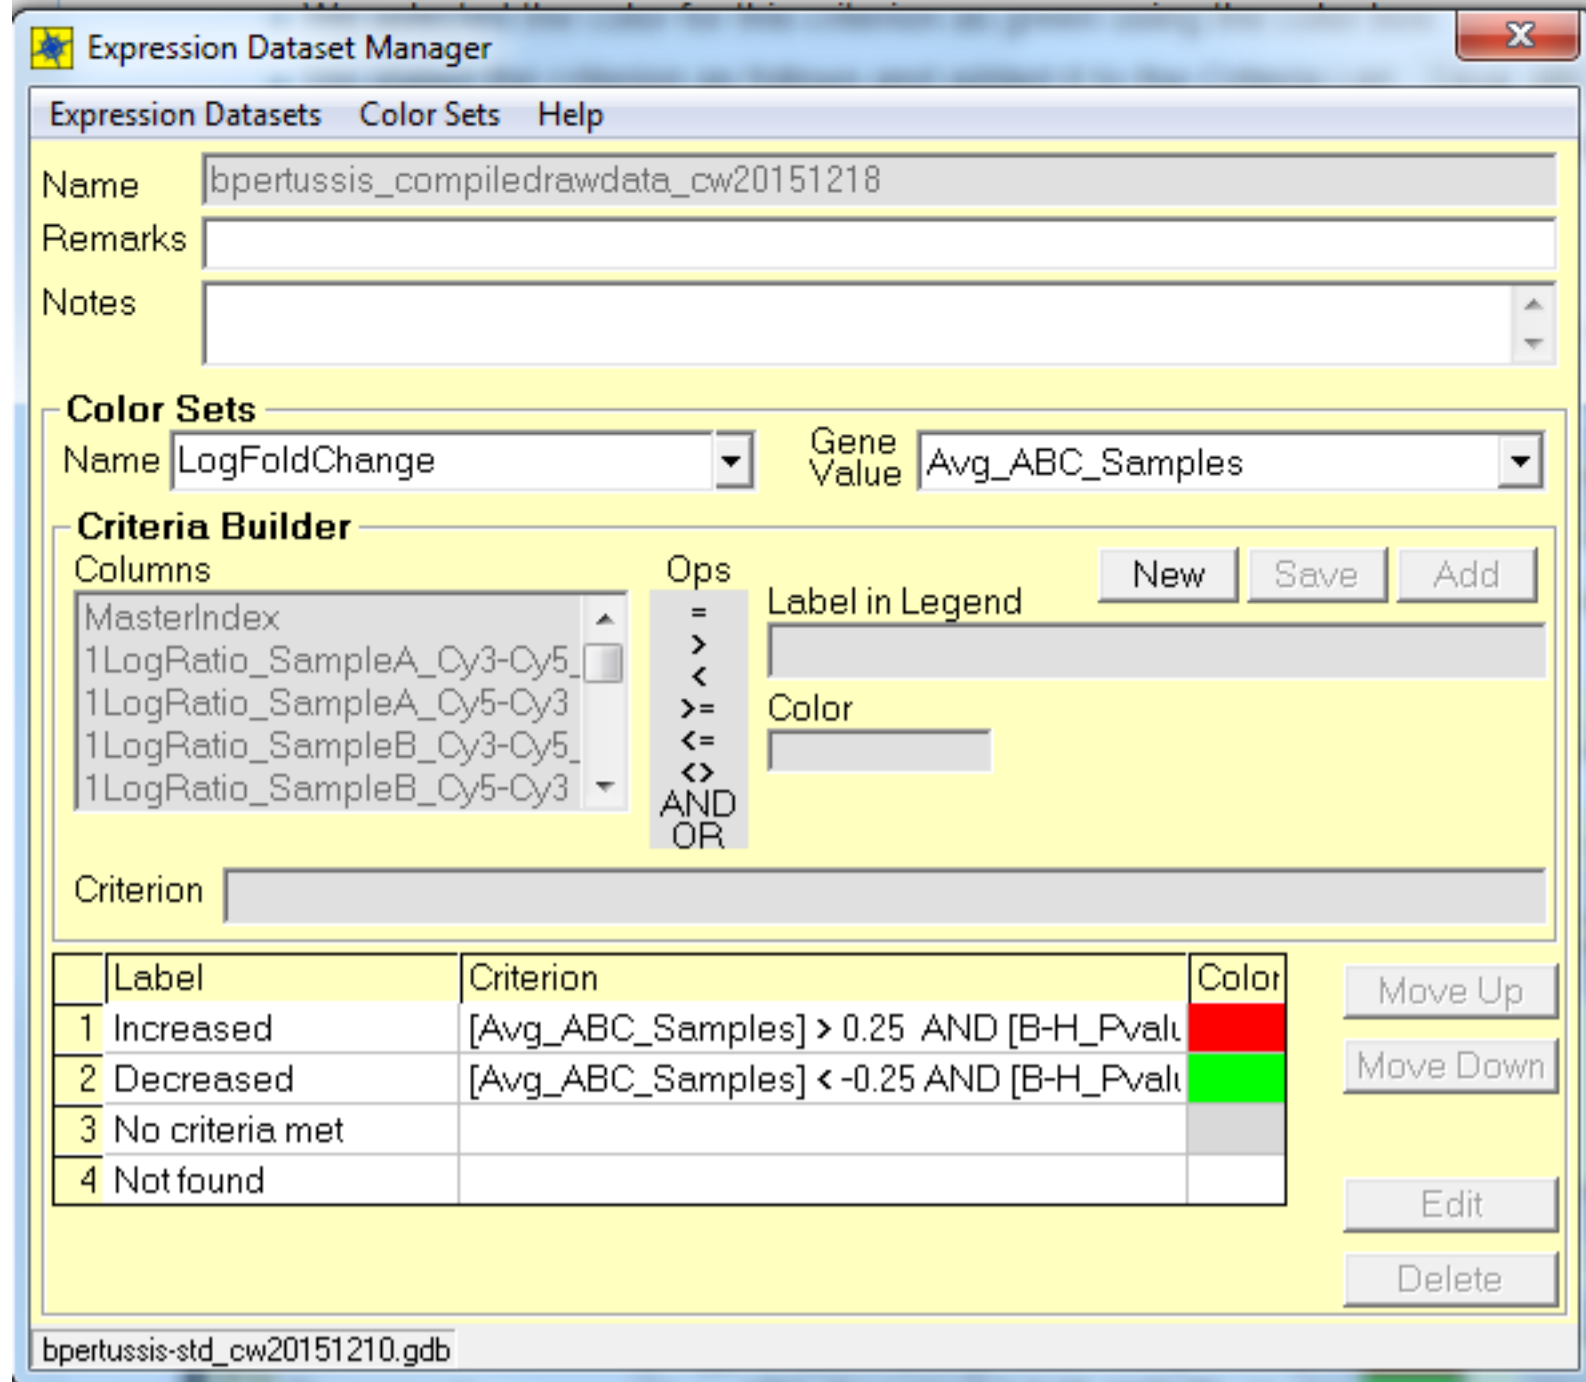 Expression Dataset Manager
Expression Datasets Color Sets Help
Name bpertussis_compiledrawdata_cw20151218
Remarks
Notes
Color Sets
Name LogFoldChange Gene Value Avg_ABC_Samples
Criteria Builder
Columns Ops New Save Add
MasterIndex = Label in Legend
1LogRatio_SampleA_Cy3-Cy5_ >
1LogRatio_SampleA_Cy5-Cy3 <
>= Color
1LogRatio_SampleB_Cy3-Cy5_ <=
1LogRatio_SampleB_Cy5-Cy3 <>
AND
OR
Criterion
Label Criterion Color Move Up
1 Increased [Avg_ABC_Samples] > 0.25 AND [B-H_Pvalu
2 Decreased [Avg_ABC_Samples] < -0.25 AND [B-H_Pvalu Move Down
3 No criteria met
4 Not found Edit
Delete
bpertussis-std_cw20151210.gdb